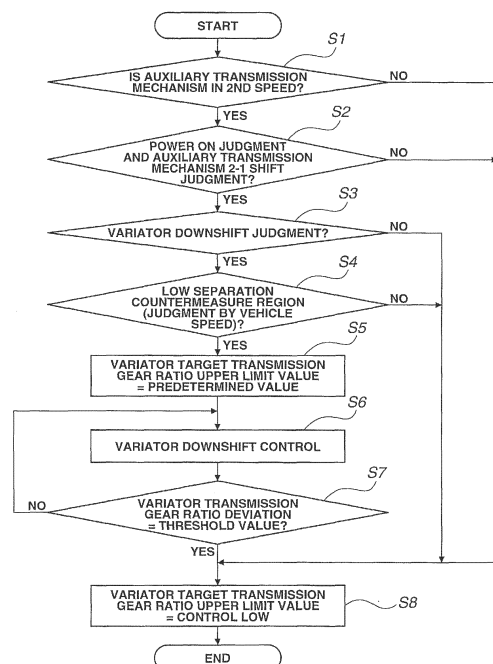 START
S1
IS AUXILIARY TRANSMISSION
MECHANISM IN 2ND SPEED?
NO
YES
S2
POWER ON JUDGMENT
AND AUXILIARY TRANSMISSION
MECHANISM 2-1 SHIFT
JUDGMENT?
NO
YES
S3
VARIATOR DOWNSHIFT JUDGMENT?
NO
YES
S4
LOW SEPARATION
COUNTERMEASURE REGION
(JUDGMENT BY VEHICLE
SPEED)?
NO
YES
S5
VARIATOR TARGET TRANSMISSION
GEAR RATIO UPPER LIMIT VALUE
= PREDETERMINED VALUE
S6
VARIATOR DOWNSHIFT CONTROL
S7
NO
VARIATOR TRANSMISSION
GEAR RATIO DEVIATION
= THRESHOLD VALUE?
YES
VARIATOR TARGET TRANSMISSION
GEAR RATIO UPPER LIMIT VALUE
= CONTROL LOW
S8
END